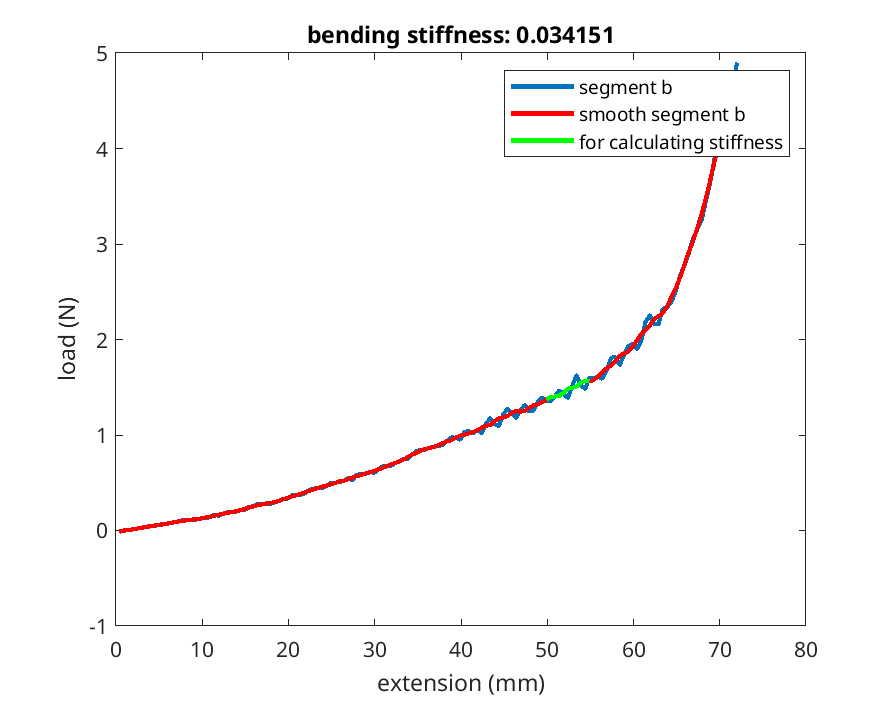 bending stiffness: 0.034151
segment b
smooth segment b
for calculating stiffness
load (N)
5
4
3
2
1
0
-1
0 10 20 30 40 50 60 70 80
extension (mm)